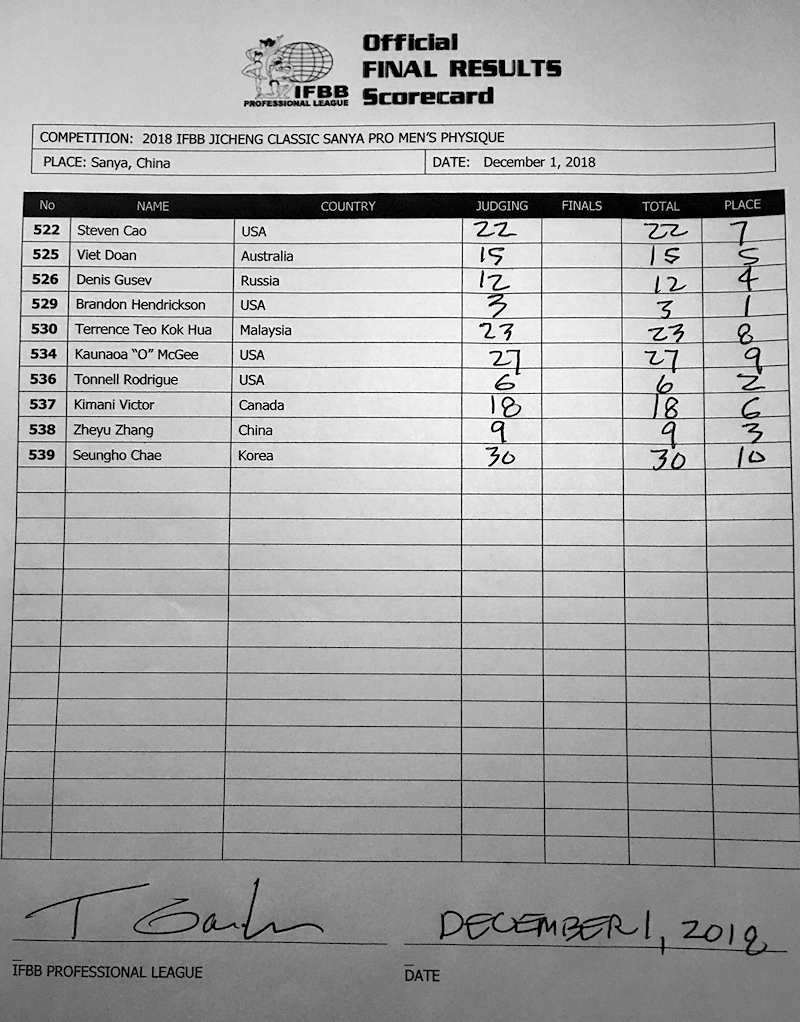 Official
FINAL RESULTS
Scorecard
IFBB
PROFESSIONAL LEAGUE
COMPETITION: 2018 IFBB JICHENG CLASSIC SANYA PRO MEN'S PHYSIQUE
PLACE: Sanya, China DATE: December 1, 2018
No NAME COUNTRY JUDGING FINALS TOTAL PLACE
522 Steven Cao USA 22 22 7
525 Viet Doan Australia 15 15 5
526 Denis Gusev Russia 12 12 4
529 Brandon Hendrickson USA 3 3 1
530 Terrence Teo Kok Hua Malaysia 23 23 8
534 Kaunaoa “O” McGee USA 27 27 9
536 Tonnell Rodrigue USA 6 6 2
537 Kimani Victor Canada 18 18 6
538 Zheyu Zhang China 9 9 3
539 Seungho Chae Korea 30 30 10
DECEMBER 1, 2018
IFBB PROFESSIONAL LEAGUE DATE